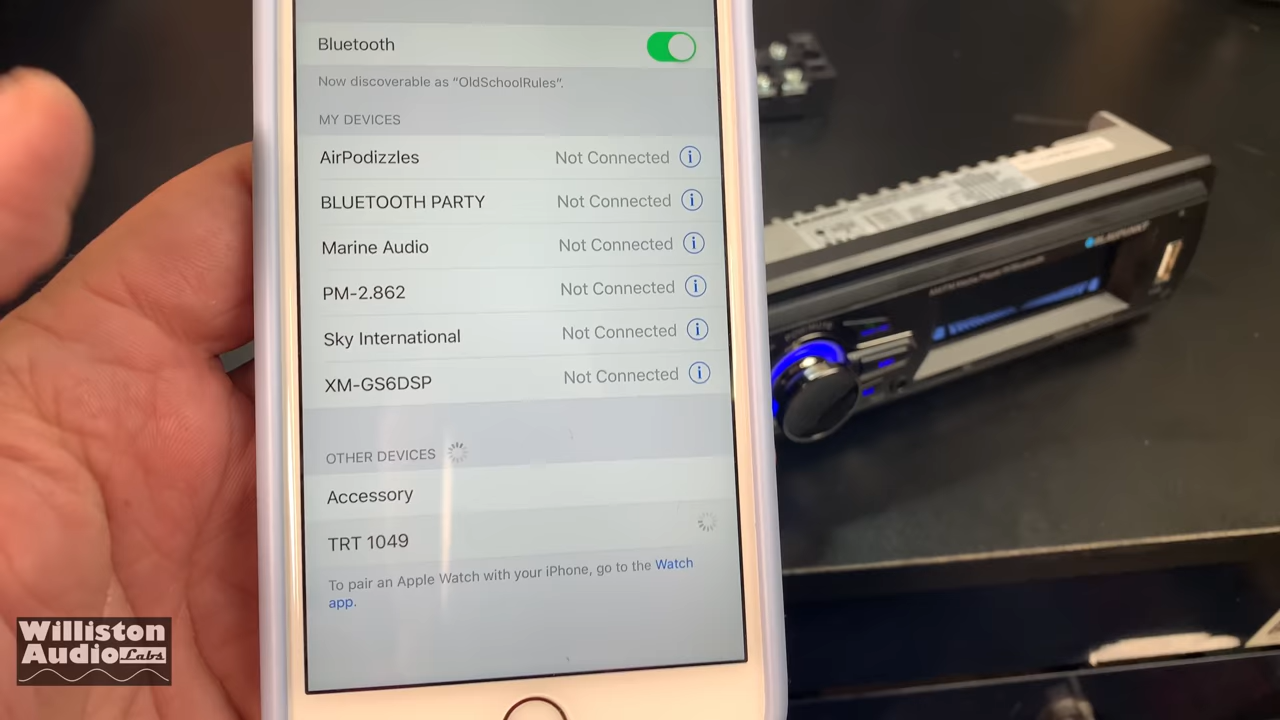 Bluetooth
Now discoverable as “OldSchoolRules”.
MY DEVICES
AirPodizzles Not Connected
BLUETOOTH PARTY Not Connected
Marine Audio Not Connected
PM-2.862 Not Connected
Sky International Not Connected
XM-GS6DSP Not Connected
OTHER DEVICES
Accessory
TRT 1049
To pair an Apple Watch with your iPhone, go to the Watch
app.
BLAUPUNKT
Williston
Audio Labs